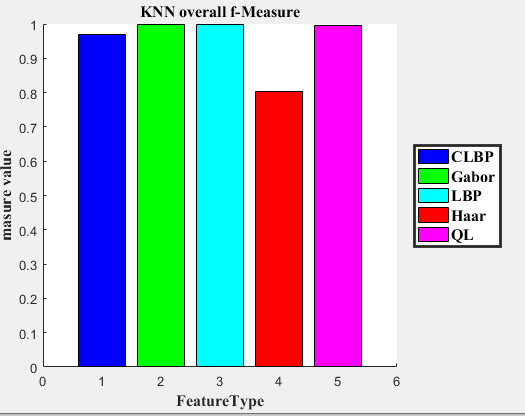 KNN overall f-Measure
1
0.9
0.8
0.7
0.6
0.5
0.4
0.3
0.2
0.1
0
masure value
0 1 2 3 4 5 6
FeatureType
CLBP
Gabor
LBP
Haar
QL